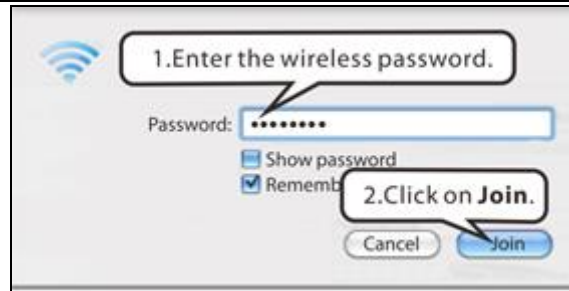 1.Enter the wireless password.
Password: ••••••••
Show password
Rememb
2.Click on Join.
Cancel Join